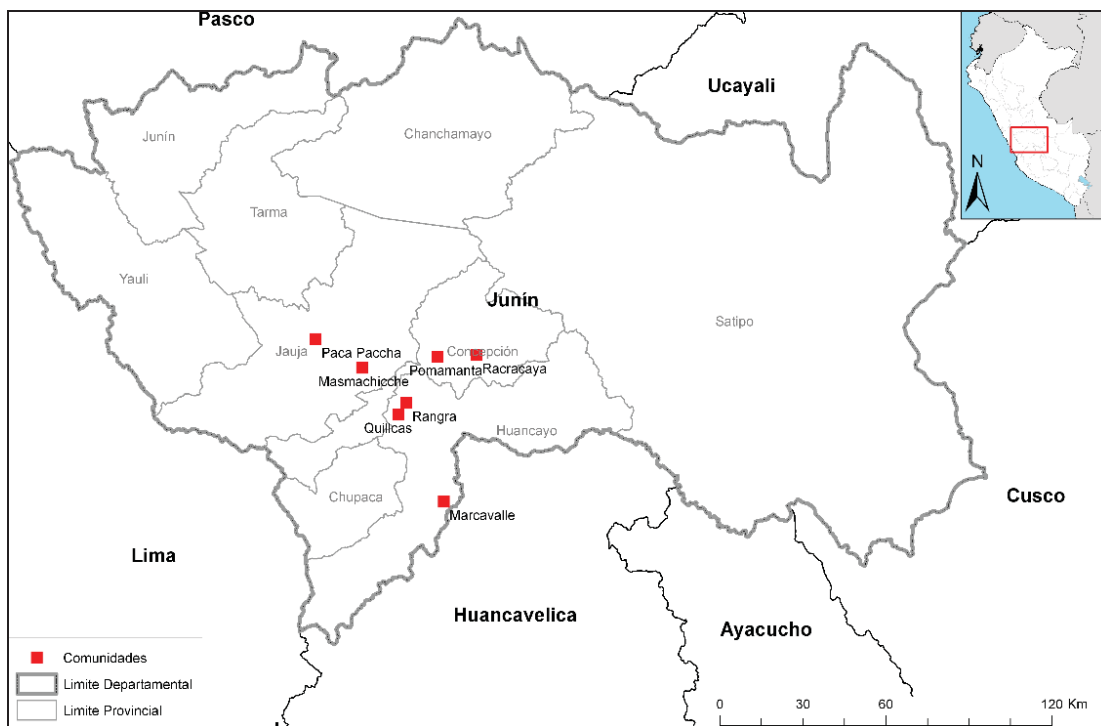 Pasco
Ucayali
N
Junín
Chanchamayo
Tarma
Yauli
Junín
Satipo
Jauja
Paca Paccha
Concepción
Masmachicche
Pomamanta
Racracaya
Rangra
Quilcas
Huancayo
Chupaca
Marcavalle
Cusco
Lima
Huancavelica
Ayacucho
Comunidades
Limite Departamental
Limite Provincial
0 30 60 120 Km